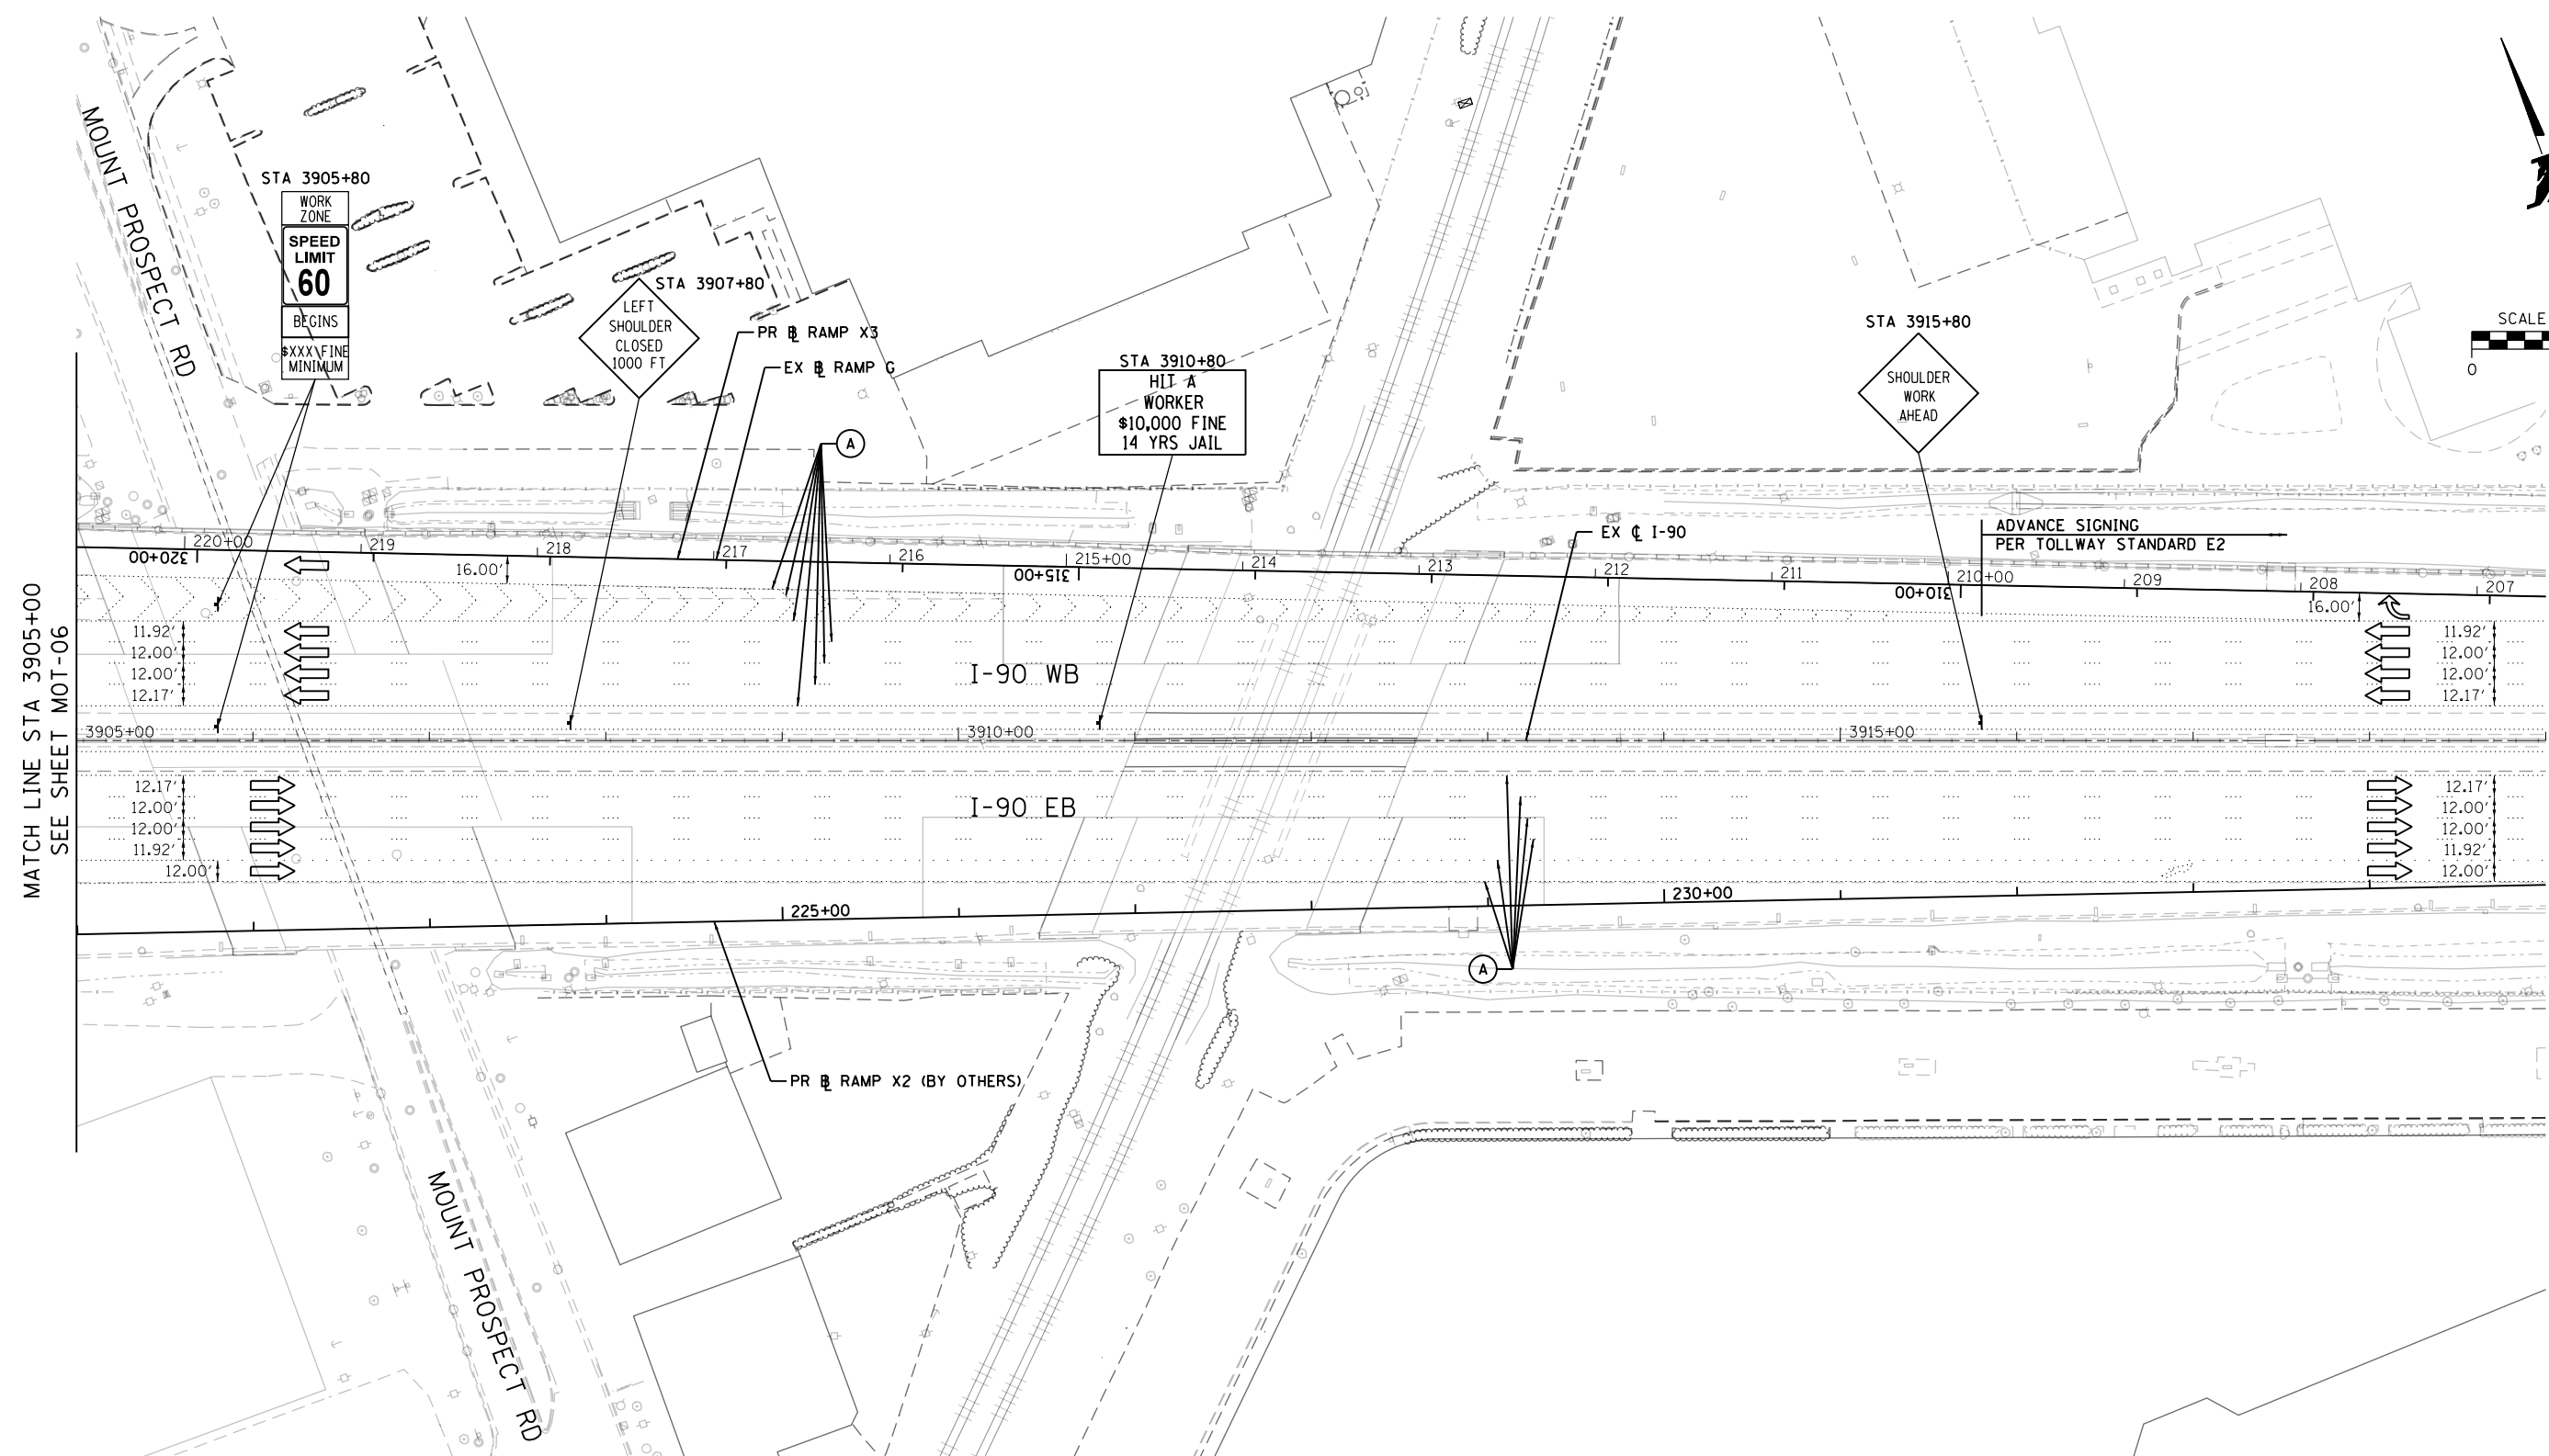 MOUNT PROSPECT RD
STA 3905+80
WORK
ZONE
SPEED
LIMIT
60
BEGINS
$XXX FINE
MINIMUM
STA 3907+80
LEFT
SHOULDER
CLOSED
1000 FT
PR BL RAMP X3
EX BL RAMP G
A
STA 3910+80
HIT A
WORKER
$10,000 FINE
14 YRS JAIL
STA 3915+80
SHOULDER
WORK
AHEAD
SCALE
0
EX CL I-90
ADVANCE SIGNING
PER TOLLWAY STANDARD E2
220+00 219 218 217 216 215+00 214 213 212 211 210+00 209 208 207
320+00 315+00 310+00
16.00'
16.00'
11.92'
12.00'
12.00'
12.17'
I-90 WB
11.92'
12.00'
12.00'
12.17'
MATCH LINE STA 3905+00
SEE SHEET MOT-06
3905+00 3910+00 3915+00
12.17'
12.00'
12.00'
11.92'
12.00'
I-90 EB
12.17'
12.00'
12.00'
11.92'
12.00'
225+00 230+00
A
PR BL RAMP X2 (BY OTHERS)
MOUNT PROSPECT RD